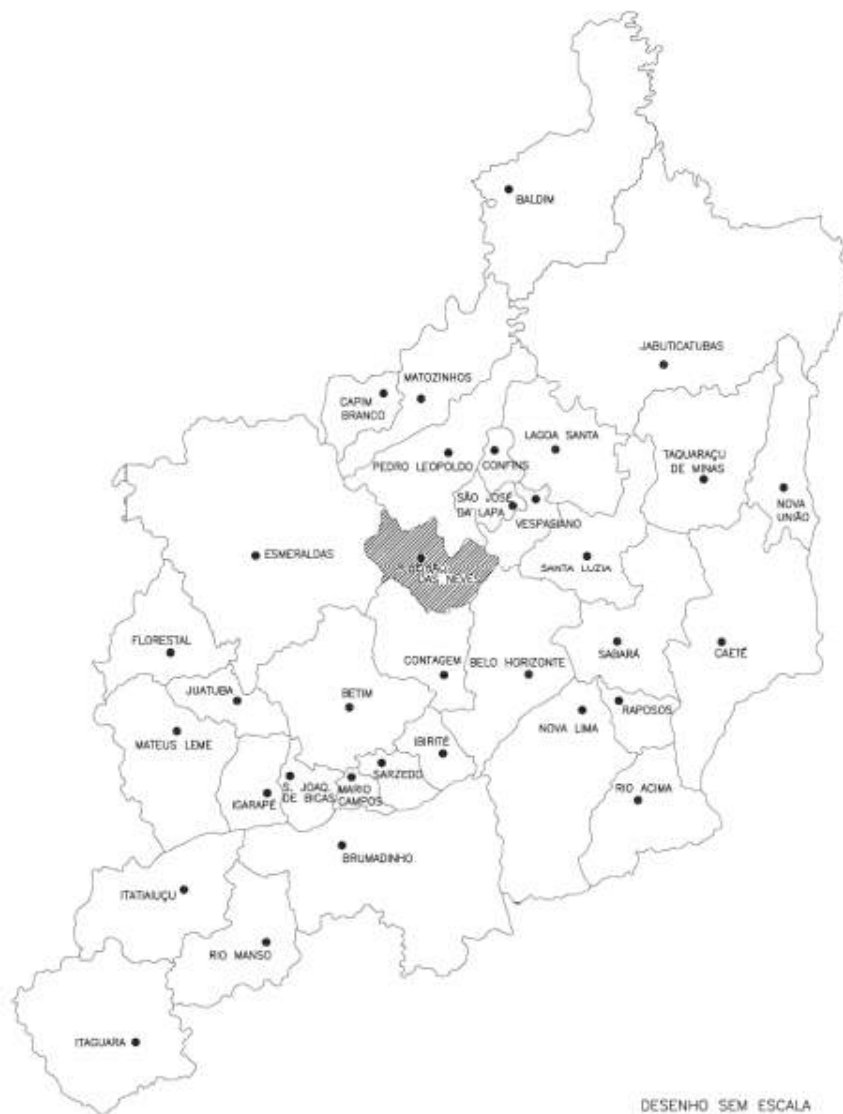 BALDIM
JABUTICATUBAS
MATOZINHOS
CAPIM
BRANCO
LAGOA SANTA
PEDRO LEOPOLDO
CONFINS
TAQUARAÇU
DE MINAS
SÃO JOSÉ
DA LAPA
VESPASIANO
NOVA
UNIÃO
ESMERALDAS
DAS NEVES
SANTA LUZIA
FLORESTAL
CONTAGEM
BELO HORIZONTE
SABARÁ
CAETÉ
JUATUBA
BETIM
RAPOSOS
NOVA LIMA
MATEUS LEME
IBIRITÉ
SARZEDO
S. JOAQ.
DE BICAS
MARIO
CAMPOS
IGARAPÉ
RIO ACIMA
BRUMADINHO
ITATIAIUÇU
RIO MANSO
ITAGUARA
DESENHO SEM ESCALA